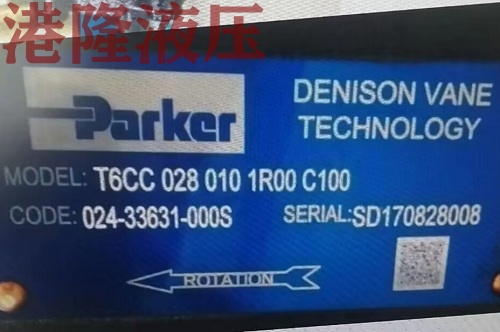 港隆液压
Parker
DENISON VANE
TECHNOLOGY
MODEL: T6CC 028 010 1R00 C100
CODE: 024-33631-000S
SERIAL: SD170828008
ROTATION